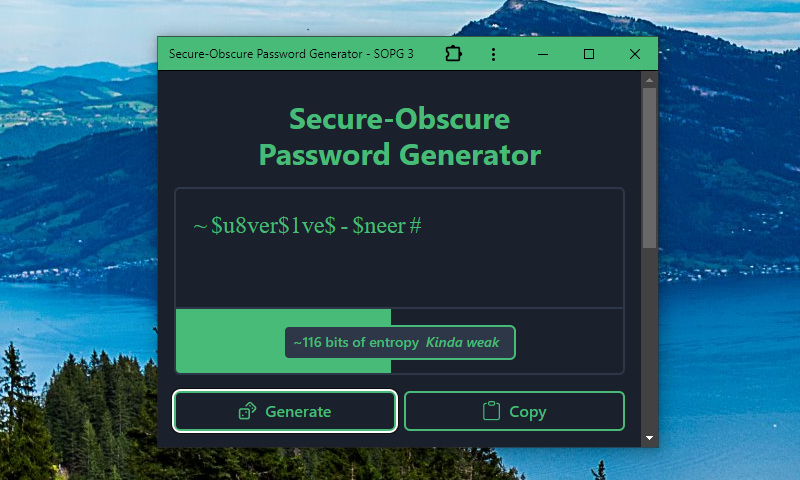 Secure-Obscure Password Generator - SOPG 3
Secure-Obscure
Password Generator
~ $u8ver$1ve$ - $neer #
~116 bits of entropy Kinda weak
Generate
Copy